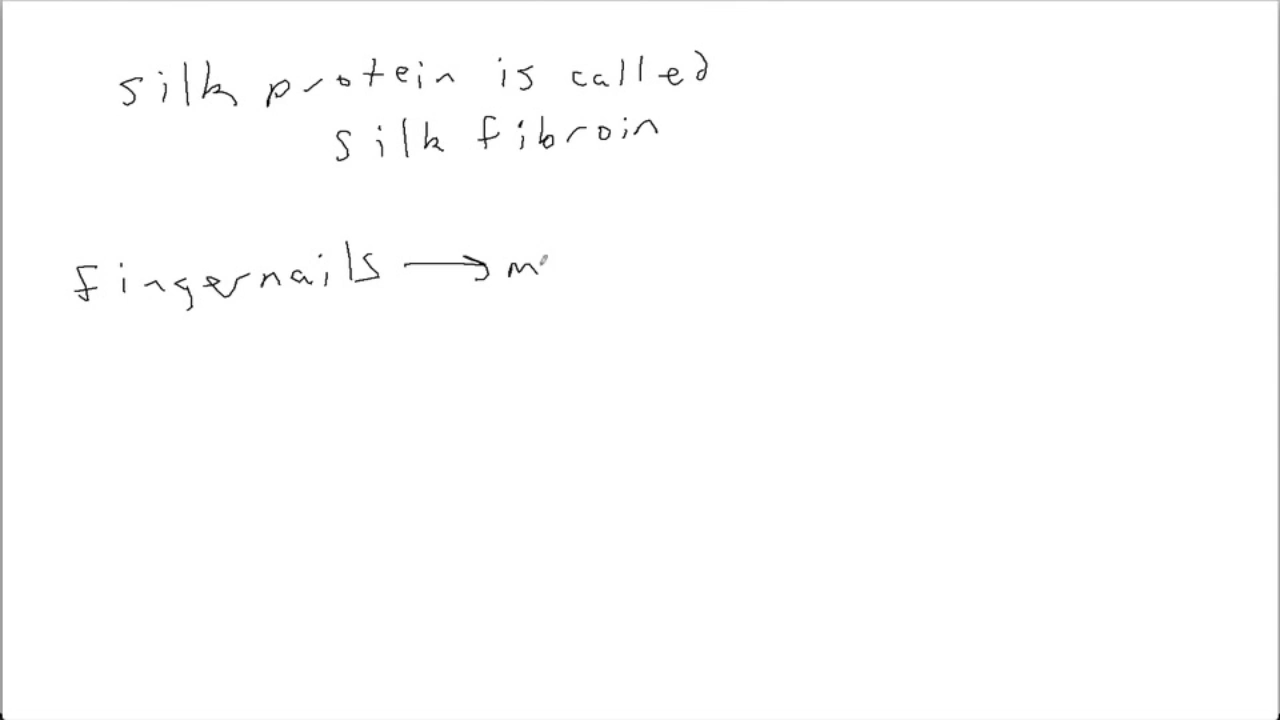 silk protein is called
silk fibroin
fingernails → m